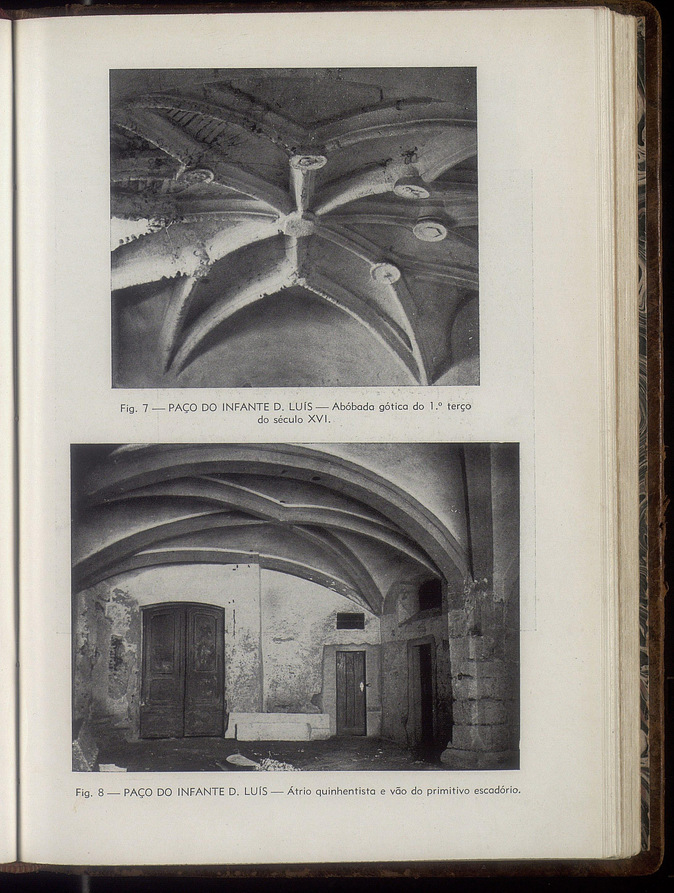 Fig. 7 — PAÇO DO INFANTE D. LUÍS — Abóbada gótica do 1.º terço
do século XVI.
Fig. 8 — PAÇO DO INFANTE D. LUÍS — Átrio quinhentista e vão do primitivo escadório.